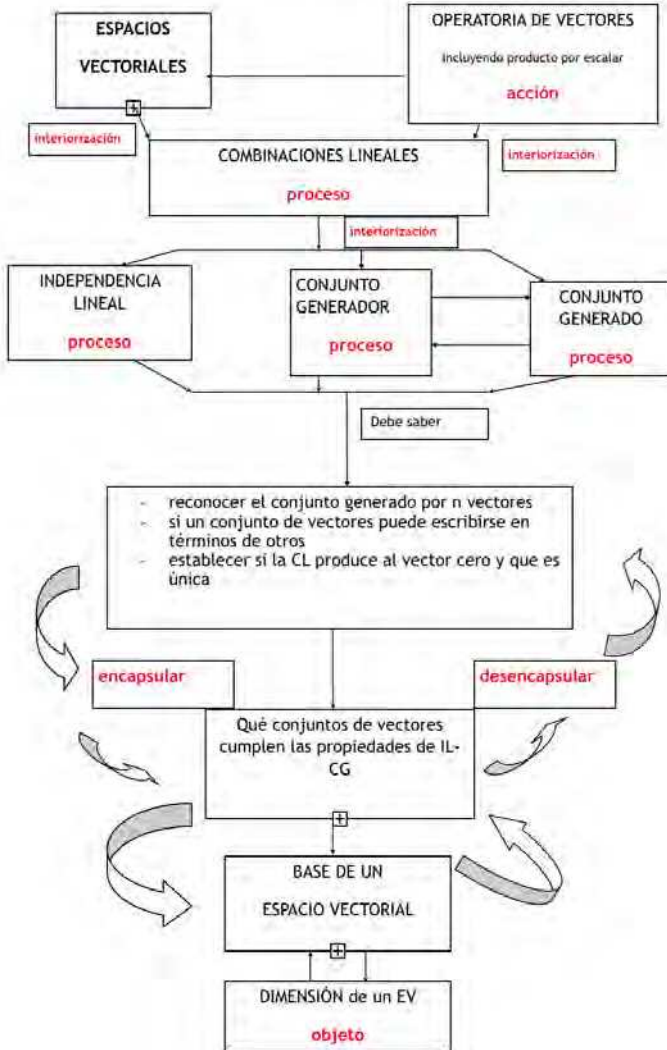 ESPACIOS
VECTORIALES
OPERATORIA DE VECTORES
Incluyendo producto por escalar
acción
interiorización
COMBINACIONES LINEALES
proceso
interiorización
interiorización
INDEPENDENCIA
LINEAL
proceso
CONJUNTO
GENERADOR
proceso
CONJUNTO
GENERADO
proceso
Debe saber
- reconocer el conjunto generado por n vectores
- si un conjunto de vectores puede escribirse en
términos de otros
- establecer si la CL produce al vector cero y que es
única
encapsular
desencapsular
Qué conjuntos de vectores
cumplen las propiedades de IL-
CG
BASE DE UN
ESPACIO VECTORIAL
DIMENSIÓN de un EV
objeto